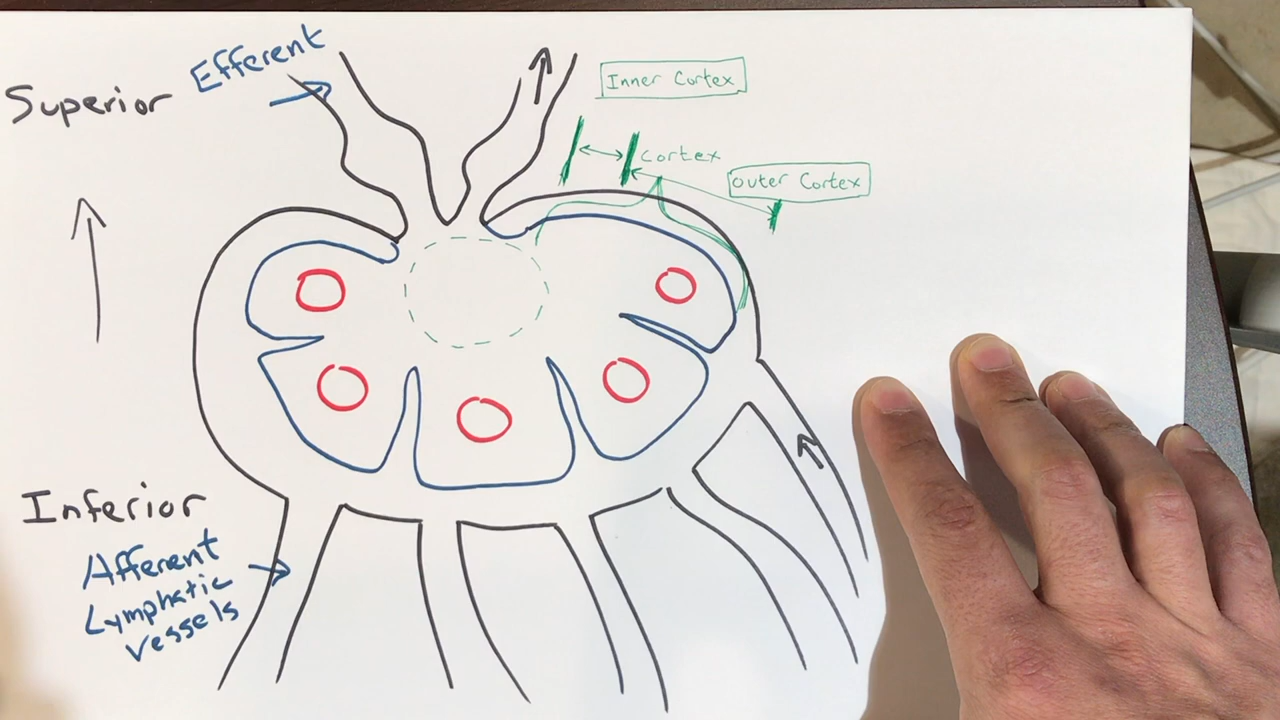 Superior
Efferent
Inner Cortex
Cortex
Outer Cortex
Inferior
Afferent
Lymphatic
vessels